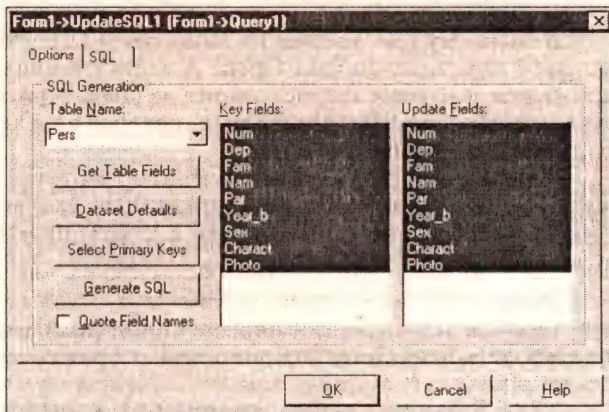 Form1->UpdateSQL1 (Form1->Query1)
Options
SQL
SQL Generation
Table Name:
Pers
Get Table Fields
Dataset Defaults
Select Primary Keys
Generate SQL
Quote Field Names
Key Fields:
Num
Dep
Fam
Nam
Par
Year_b
Sex
Charact
Photo
Update Fields:
Num
Dep
Fam
Nam
Par
Year_b
Sex
Charact
Photo
OK
Cancel
Help